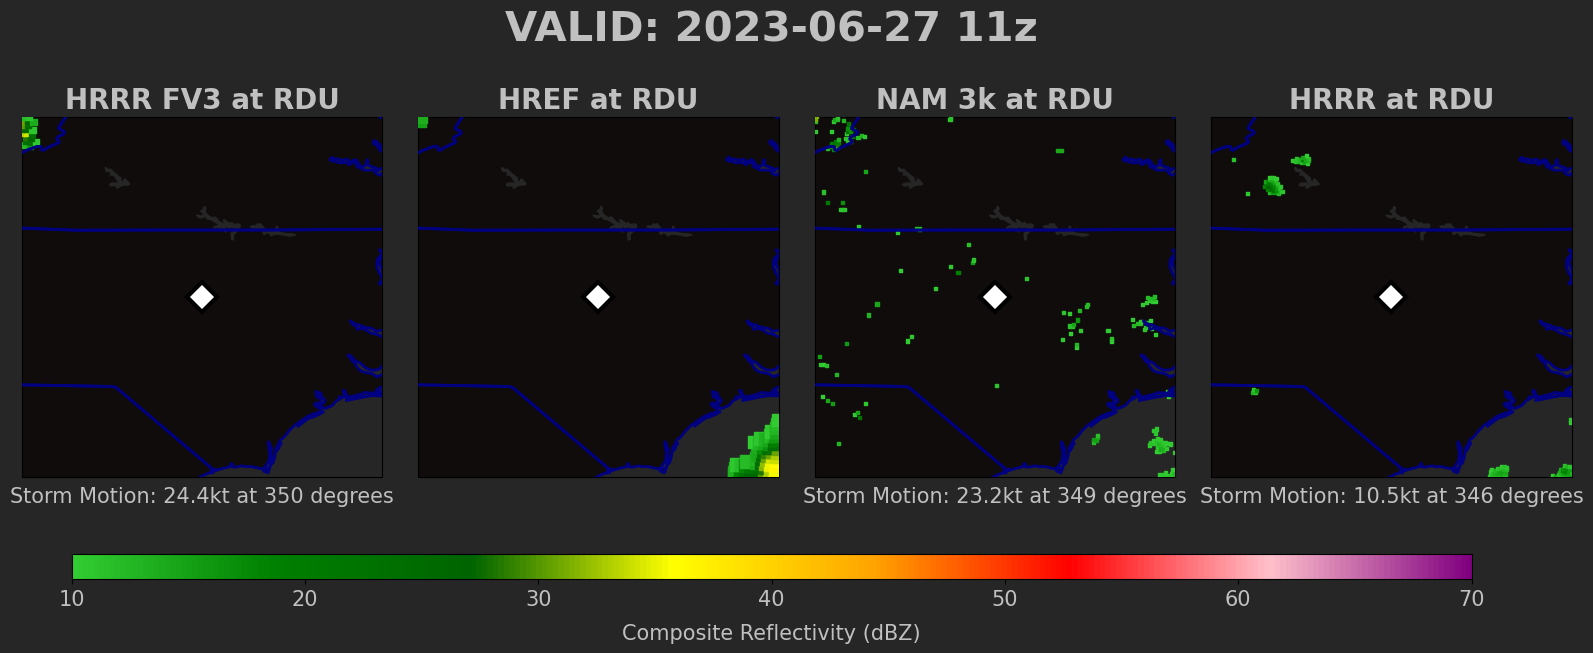 VALID: 2023-06-27 11z
HRRR FV3 at RDU
HREF at RDU
NAM 3k at RDU
HRRR at RDU
Storm Motion: 24.4kt at 350 degrees
Storm Motion: 23.2kt at 349 degrees
Storm Motion: 10.5kt at 346 degrees
10 20 30 40 50 60 70
Composite Reflectivity (dBZ)